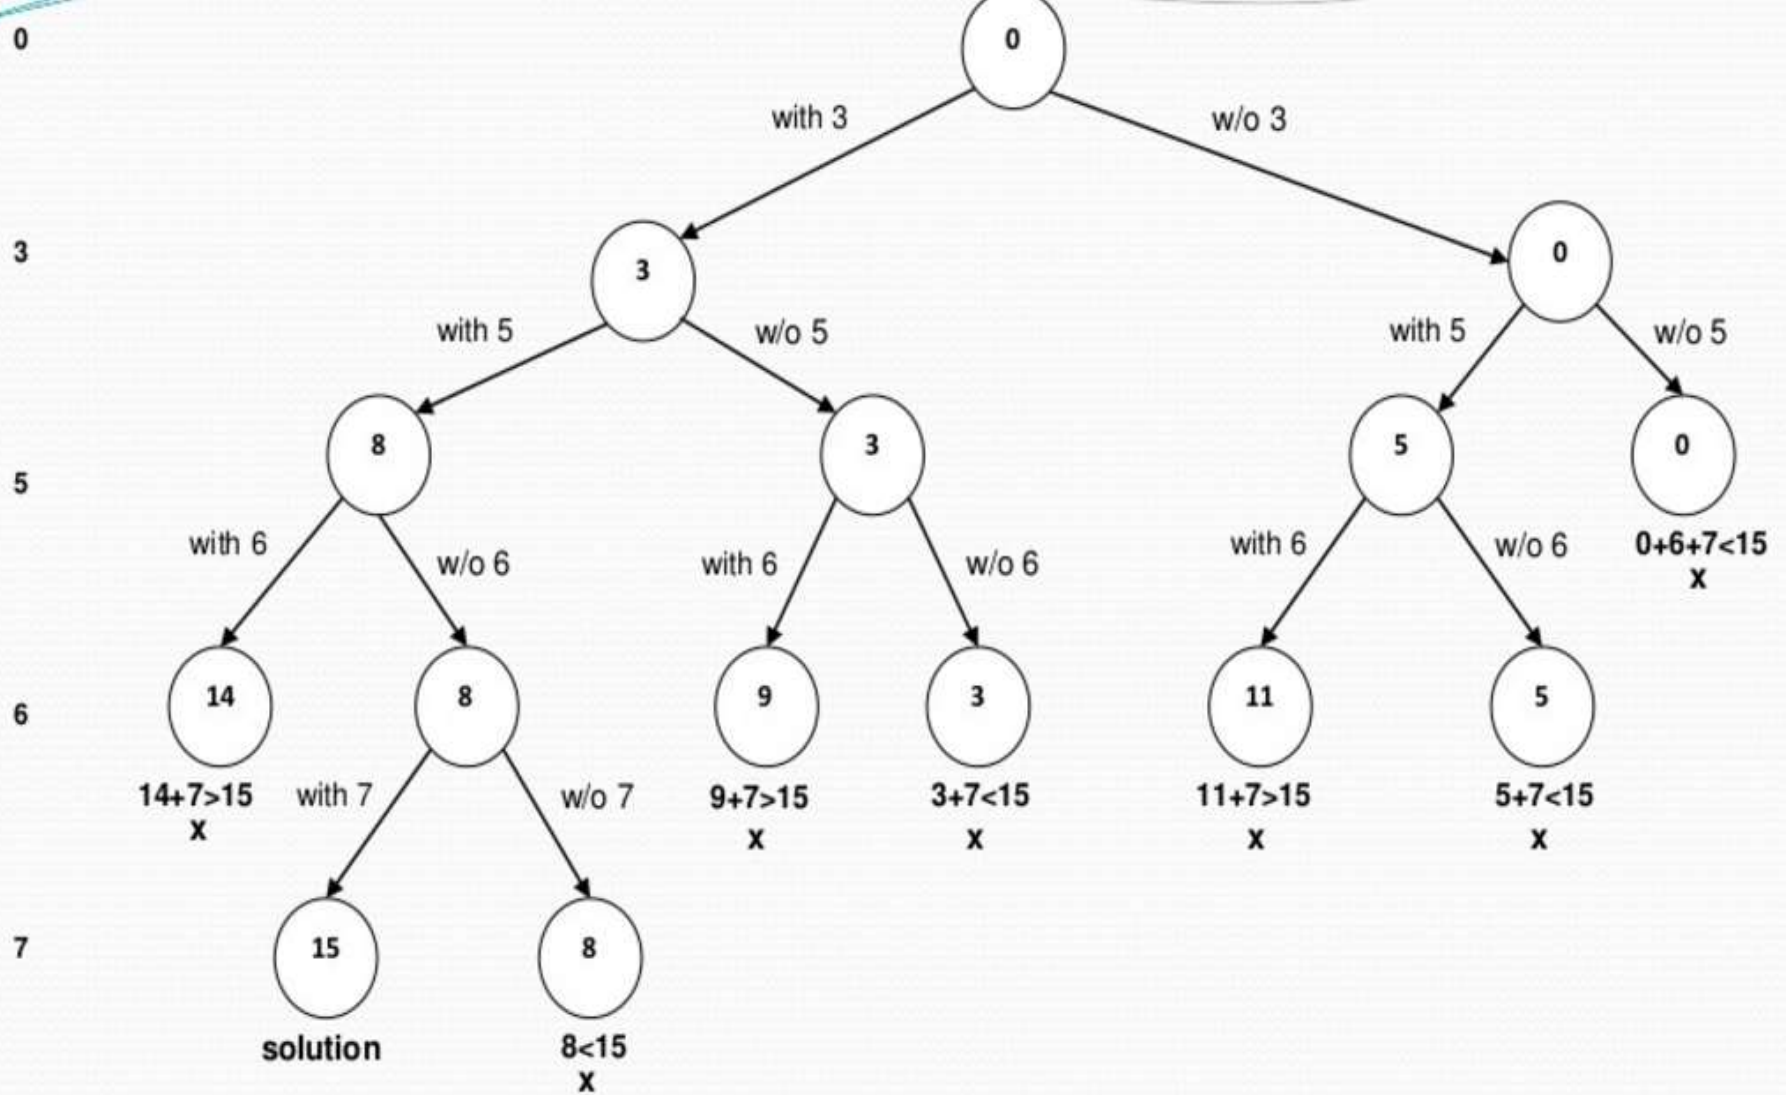 0
0
with 3
w/o 3
3
3
0
with 5
w/o 5
with 5
w/o 5
8
3
5
0
5
with 6
w/o 6
with 6
w/o 6
with 6
w/o 6
0+6+7<15
x
14
8
9
3
11
5
6
14+7>15
x
with 7
w/o 7
9+7>15
x
3+7<15
x
11+7>15
x
5+7<15
x
7
15
8
solution
8<15
x